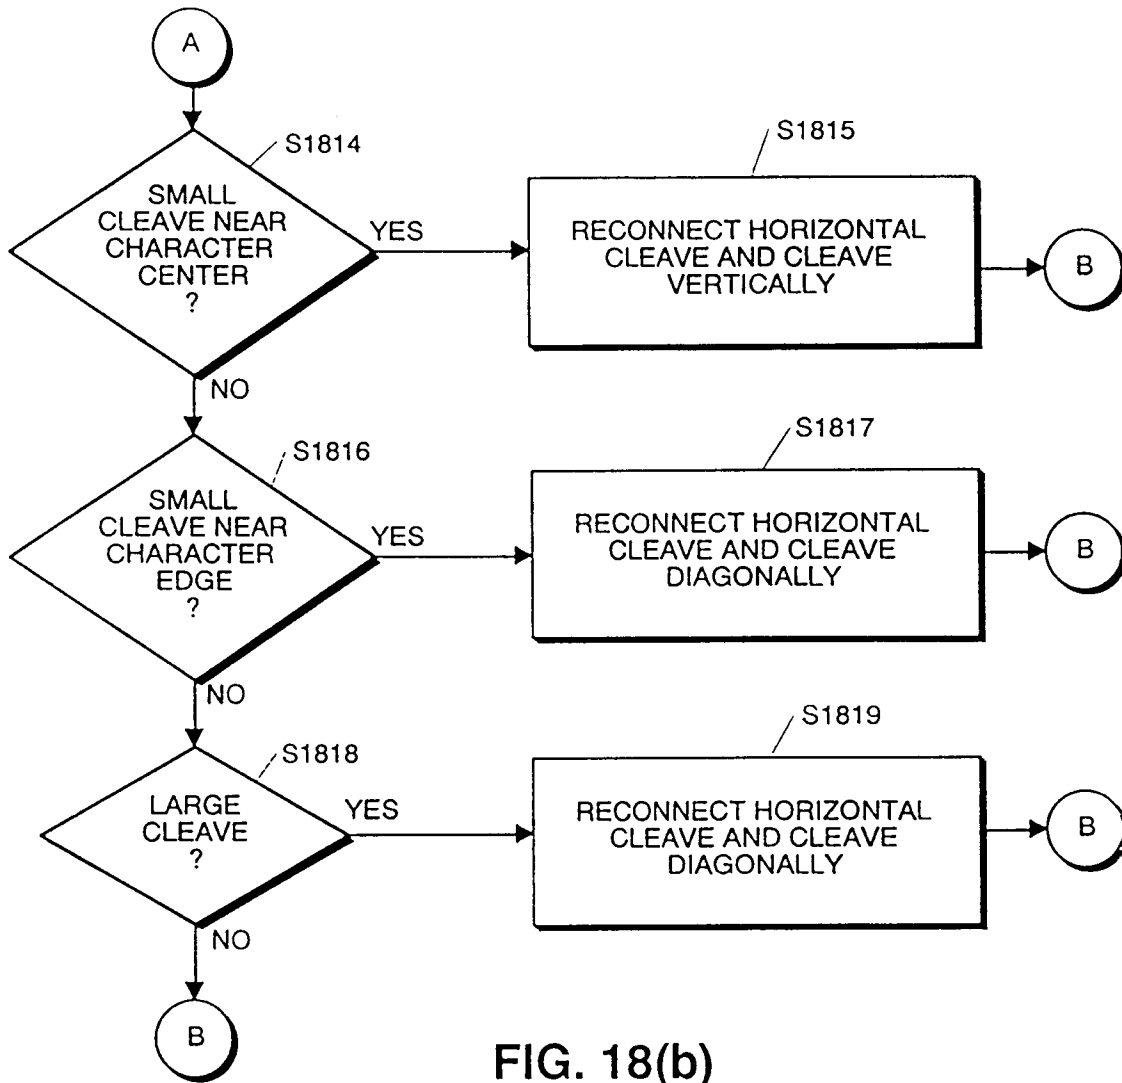 A
S1814
SMALL
CLEAVE NEAR
CHARACTER
CENTER
?
YES
S1815
RECONNECT HORIZONTAL
CLEAVE AND CLEAVE
VERTICALLY
B
NO
S1816
SMALL
CLEAVE NEAR
CHARACTER
EDGE
?
YES
S1817
RECONNECT HORIZONTAL
CLEAVE AND CLEAVE
DIAGONALLY
B
NO
S1818
LARGE
CLEAVE
?
YES
S1819
RECONNECT HORIZONTAL
CLEAVE AND CLEAVE
DIAGONALLY
B
NO
B
FIG. 18(b)